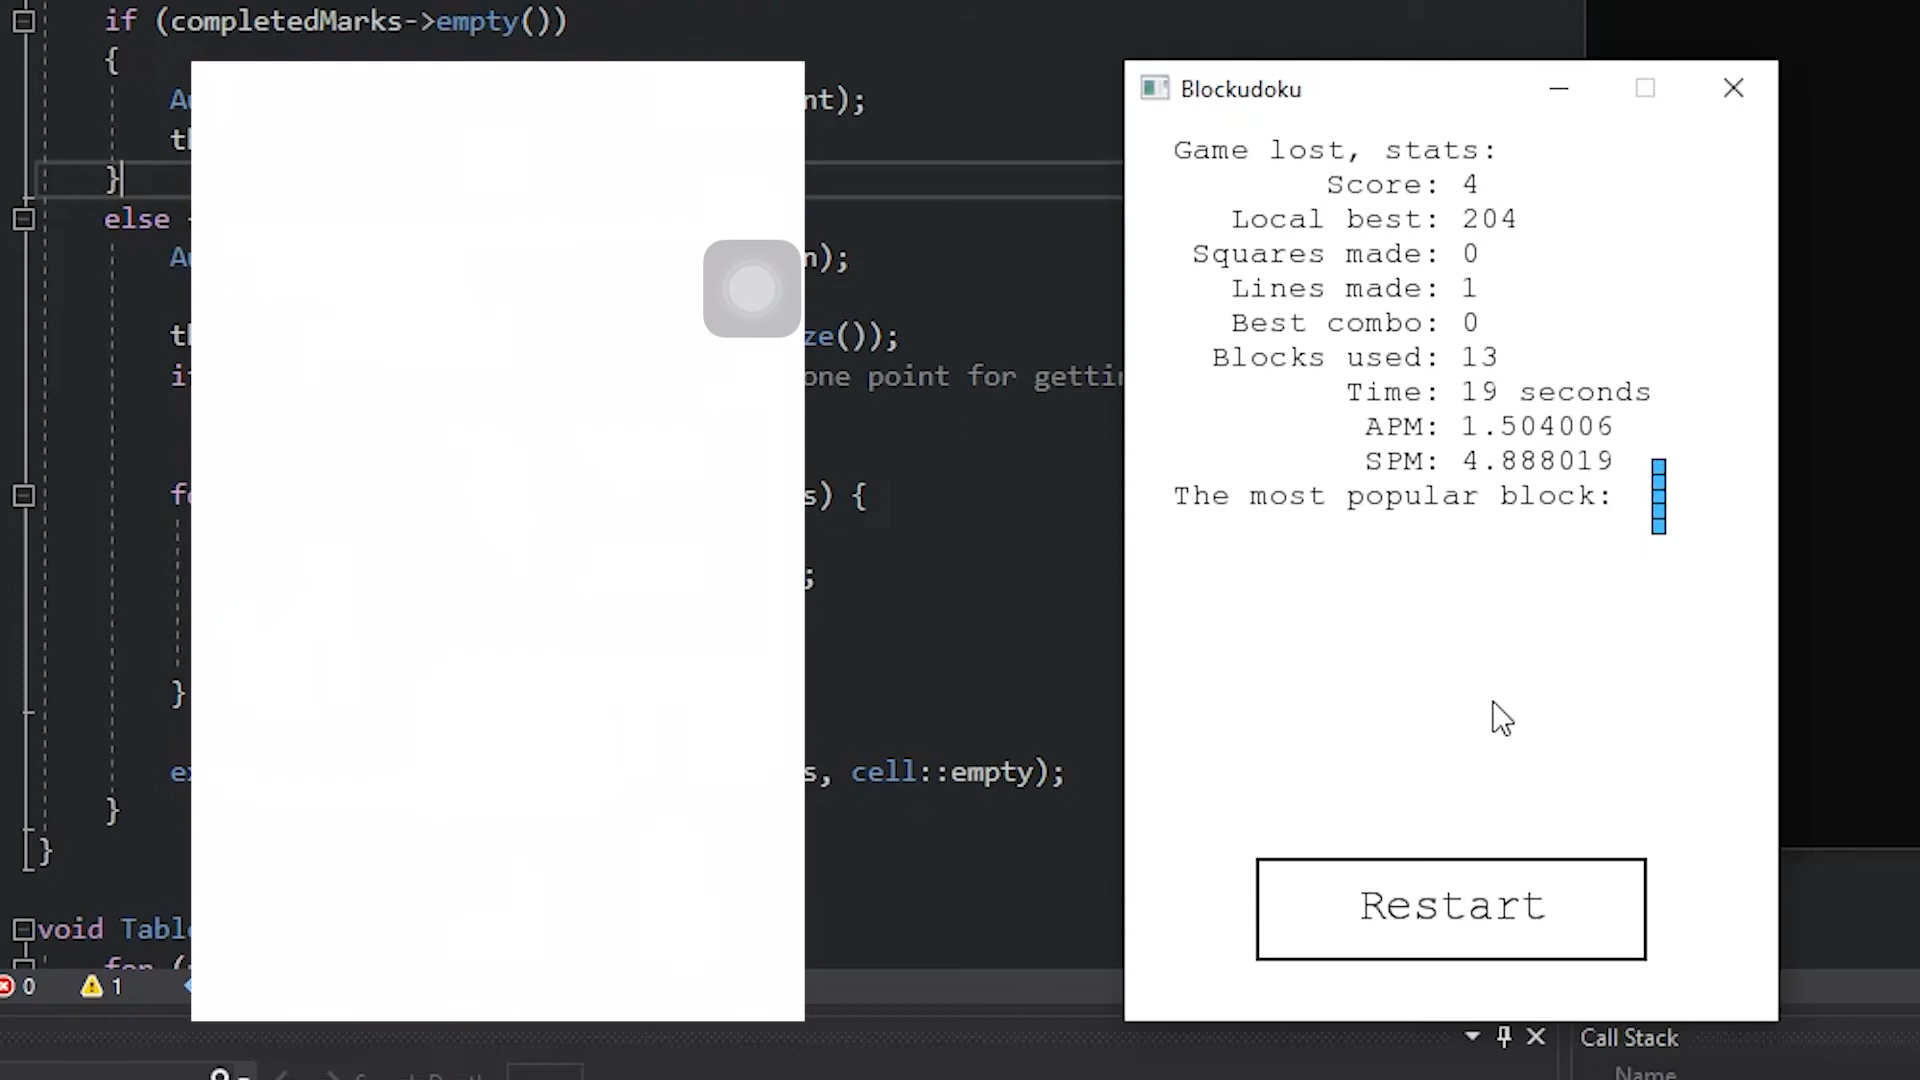 if (completedMarks->empty())
{
nt);
}
else
n);
ze());
one point for
s) {
;
}
s, cell::empty);
}
}
void
0
1
Blockudoku
Game lost, stats:
Score: 4
Local best: 204
Squares made: 0
Lines made: 1
Best combo: 0
Blocks used: 13
Time: 19 seconds
APM: 1.504006
SPM: 4.888019
The most popular block:
Restart
Call Stack
Name